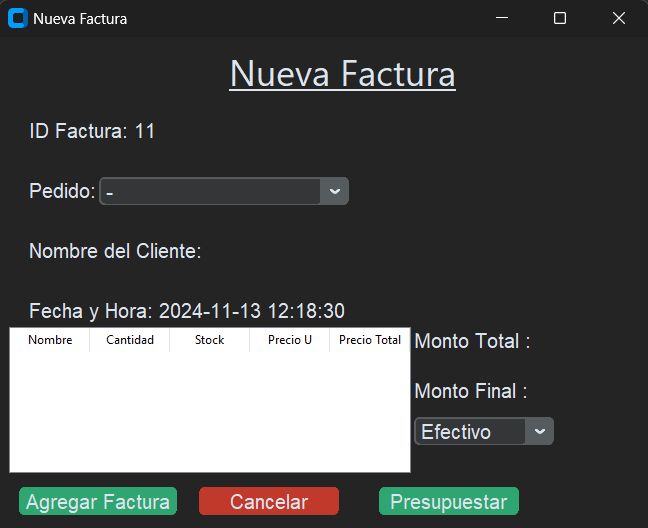 Nueva Factura
Nueva Factura
ID Factura: 11
Pedido: -
Nombre del Cliente:
Fecha y Hora: 2024-11-13 12:18:30
Nombre Cantidad Stock Precio U Precio Total
Monto Total :
Monto Final :
Efectivo
Agregar Factura Cancelar Presupuestar